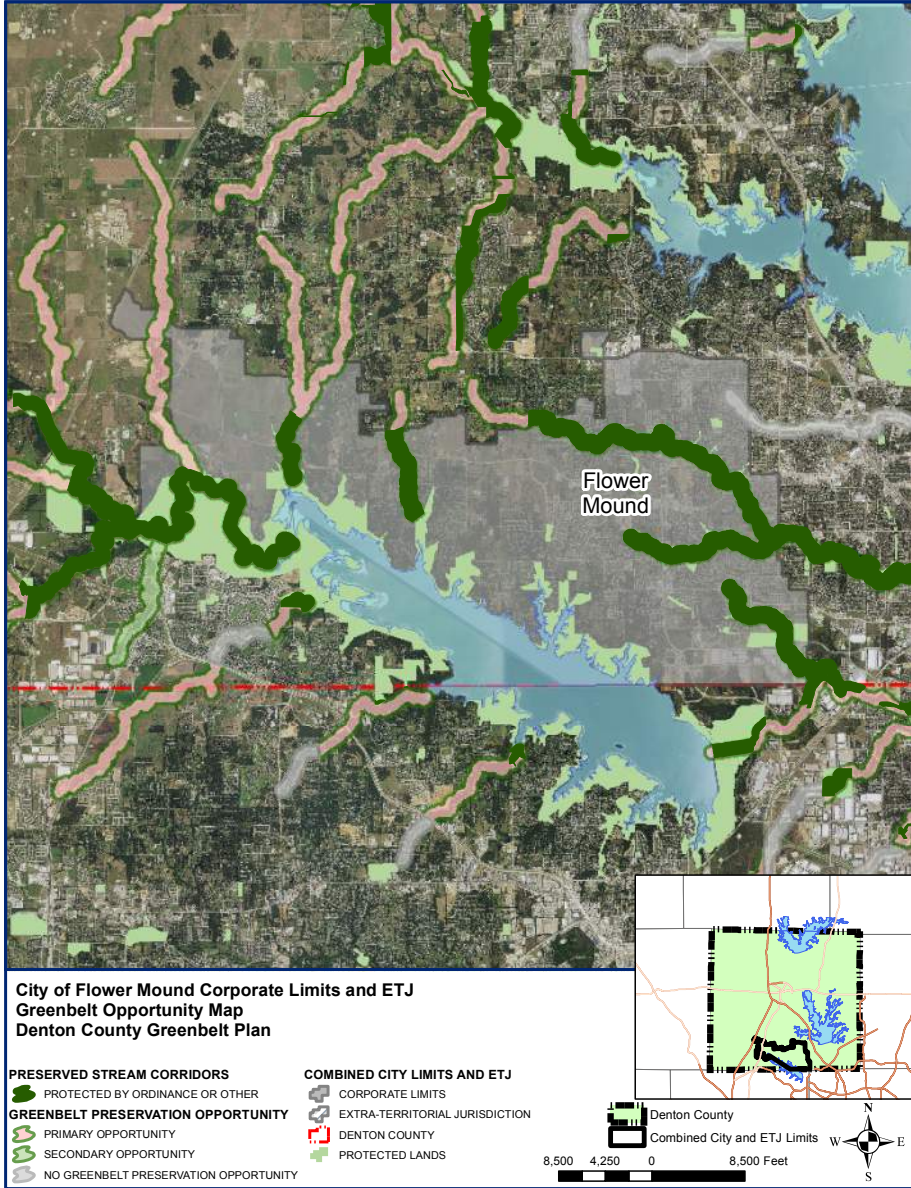 Flower
Mound
City of Flower Mound Corporate Limits and ETJ
Greenbelt Opportunity Map
Denton County Greenbelt Plan
PRESERVED STREAM CORRIDORS
PROTECTED BY ORDINANCE OR OTHER
GREENBELT PRESERVATION OPPORTUNITY
PRIMARY OPPORTUNITY
SECONDARY OPPORTUNITY
NO GREENBELT PRESERVATION OPPORTUNITY
COMBINED CITY LIMITS AND ETJ
CORPORATE LIMITS
EXTRA-TERRITORIAL JURISDICTION
DENTON COUNTY
PROTECTED LANDS
Denton County
Combined City and ETJ Limits
N
W E
S
8,500 4,250 0 8,500 Feet